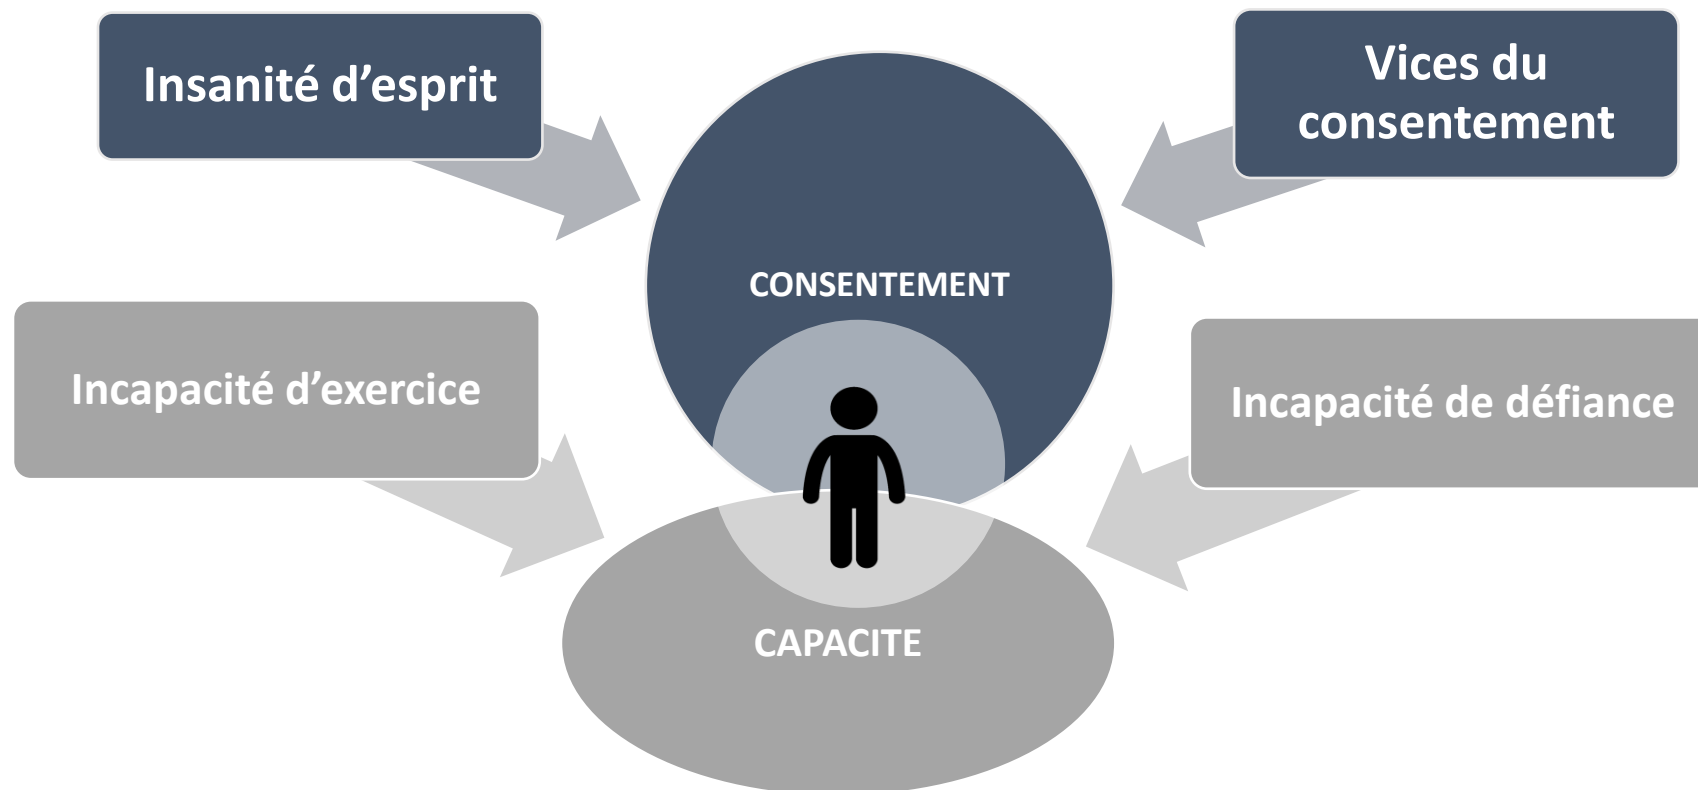 Insanité d’esprit
Vices du
consentement
CONSENTEMENT
Incapacité d’exercice
Incapacité de défiance
CAPACITE